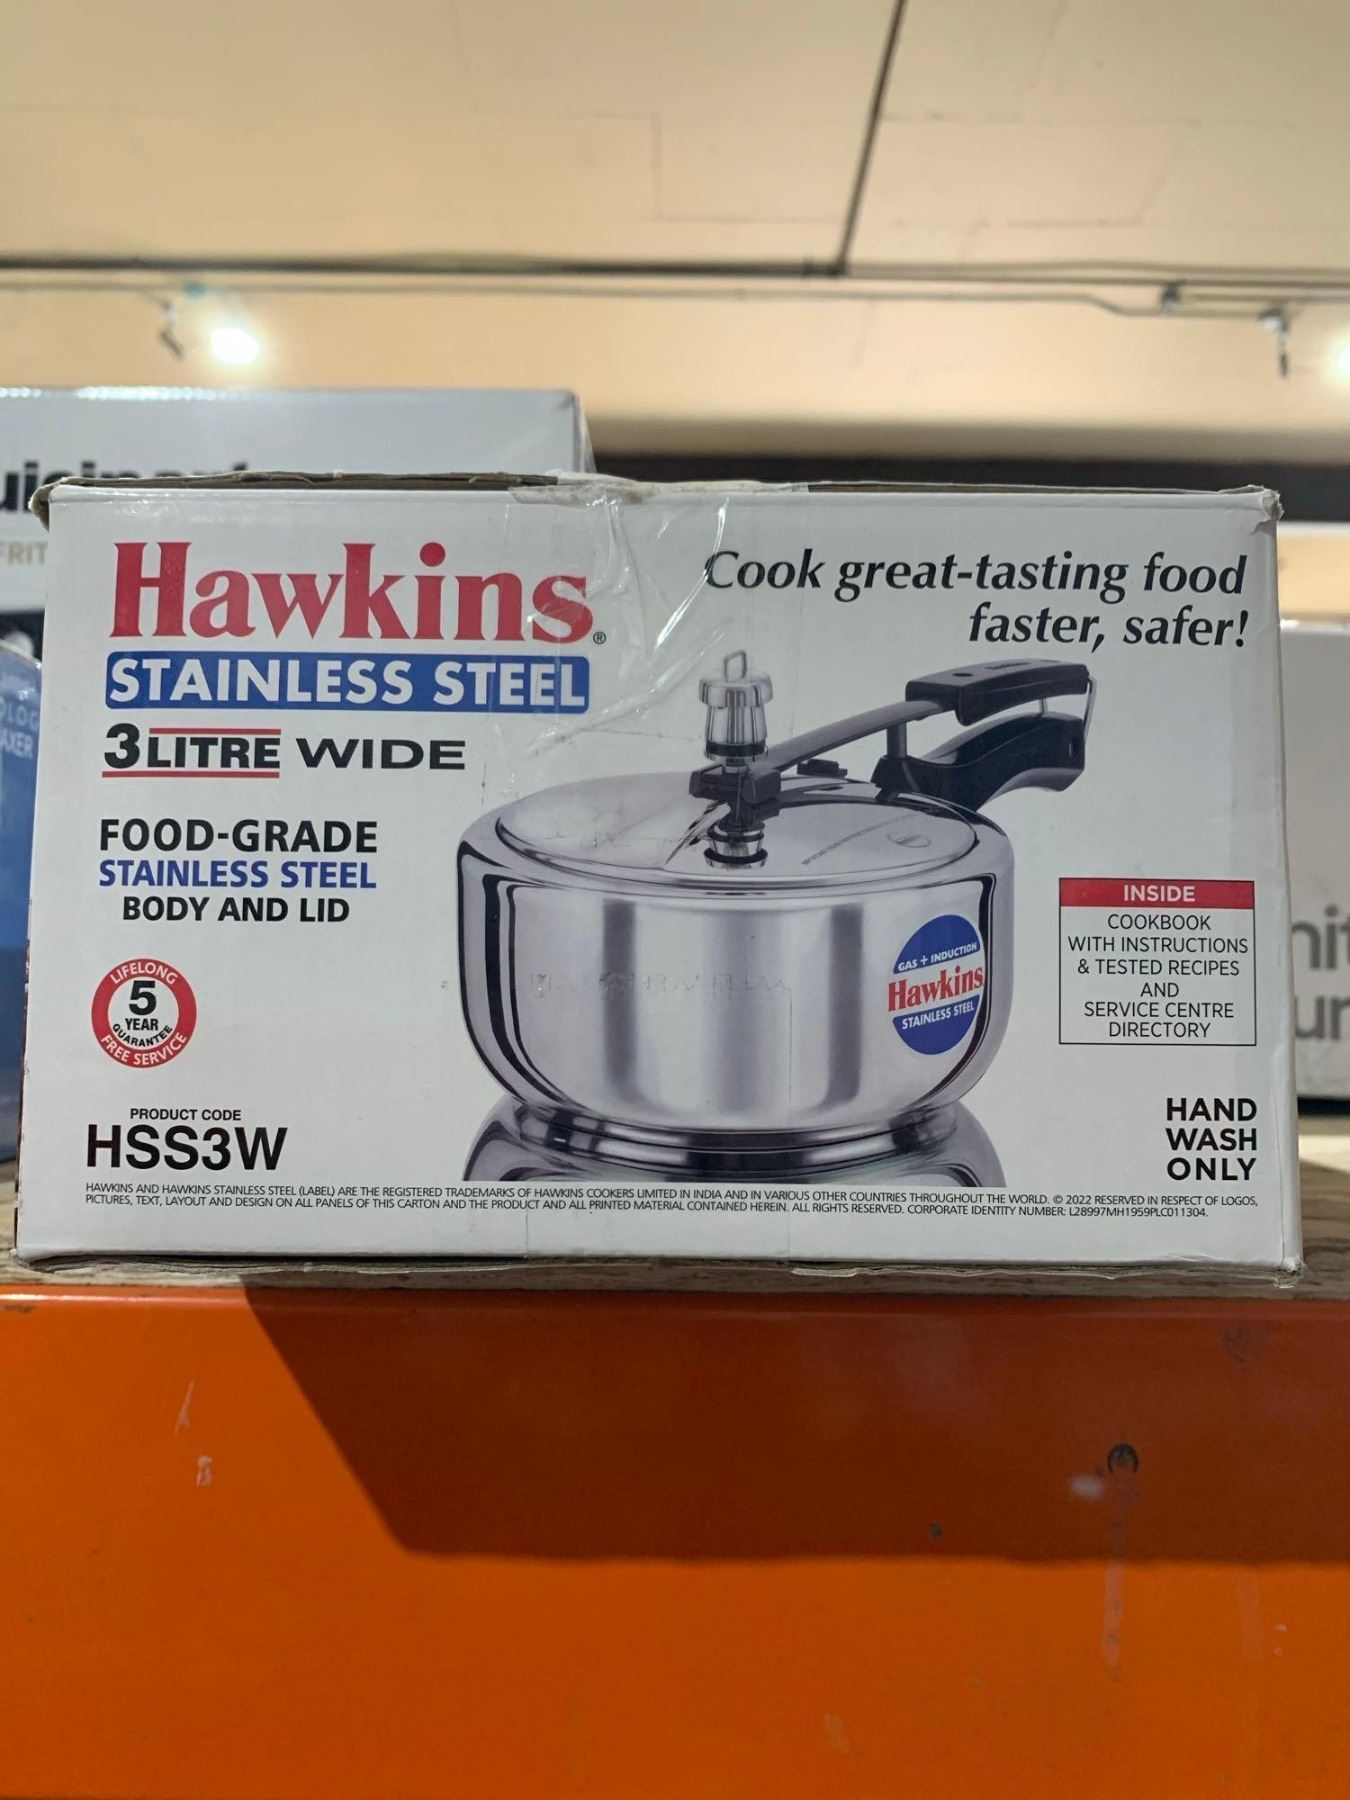 Hawkins®
STAINLESS STEEL
3 LITRE WIDE
FOOD-GRADE
STAINLESS STEEL
BODY AND LID
LIFELONG
5
YEAR
GUARANTEE
FREE SERVICE
PRODUCT CODE
HSS3W
Cook great-tasting food
faster, safer!
GAS + INDUCTION
Hawkins
STAINLESS STEEL
INSIDE
COOKBOOK
WITH INSTRUCTIONS
& TESTED RECIPES
AND
SERVICE CENTRE
DIRECTORY
HAND
WASH
ONLY
HAWKINS AND HAWKINS STAINLESS STEEL (LABEL) ARE THE REGISTERED TRADEMARKS OF HAWKINS COOKERS LIMITED IN INDIA AND IN VARIOUS OTHER COUNTRIES THROUGHOUT THE WORLD. © 2022 RESERVED IN RESPECT OF LOGOS,
PICTURES, TEXT, LAYOUT AND DESIGN ON ALL PANELS OF THIS CARTON AND THE PRODUCT AND ALL PRINTED MATERIAL CONTAINED HEREIN. ALL RIGHTS RESERVED. CORPORATE IDENTITY NUMBER: L28997MH1959PLC011304.